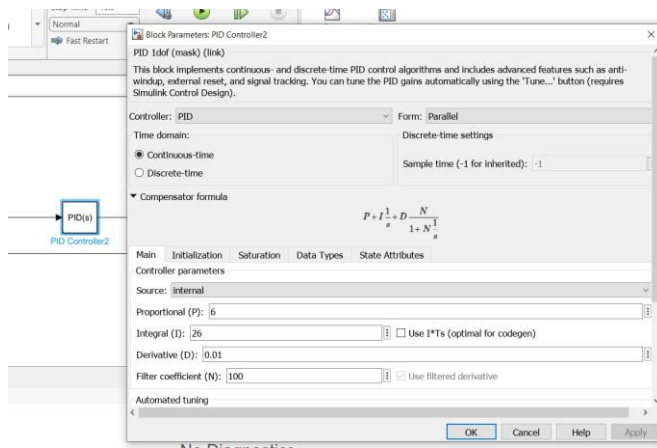 Normal
Fast Restart
Block Parameters: PID Controller2
PID 1dof (mask) (link)
This block implements continuous- and discrete-time PID control algorithms and includes advanced features such as anti-
windup, external reset, and signal tracking. You can tune the PID gains automatically using the 'Tune...' button (requires
Simulink Control Design).
Controller: PID
Form: Parallel
Time domain:
Discrete-time settings
Continuous-time
Discrete-time
Sample time (-1 for inherited): -1
Compensator formula
P+I 1/s +D N/(1+N 1/s)
PID(s)
PID Controller2
Main Initialization Saturation Data Types State Attributes
Controller parameters
Source: internal
Proportional (P): 6
Integral (I): 26
Use I*Ts (optimal for codegen)
Derivative (D): 0.01
Filter coefficient (N): 100
Use filtered derivative
Automated tuning
OK Cancel Help Apply
No Diagnostics